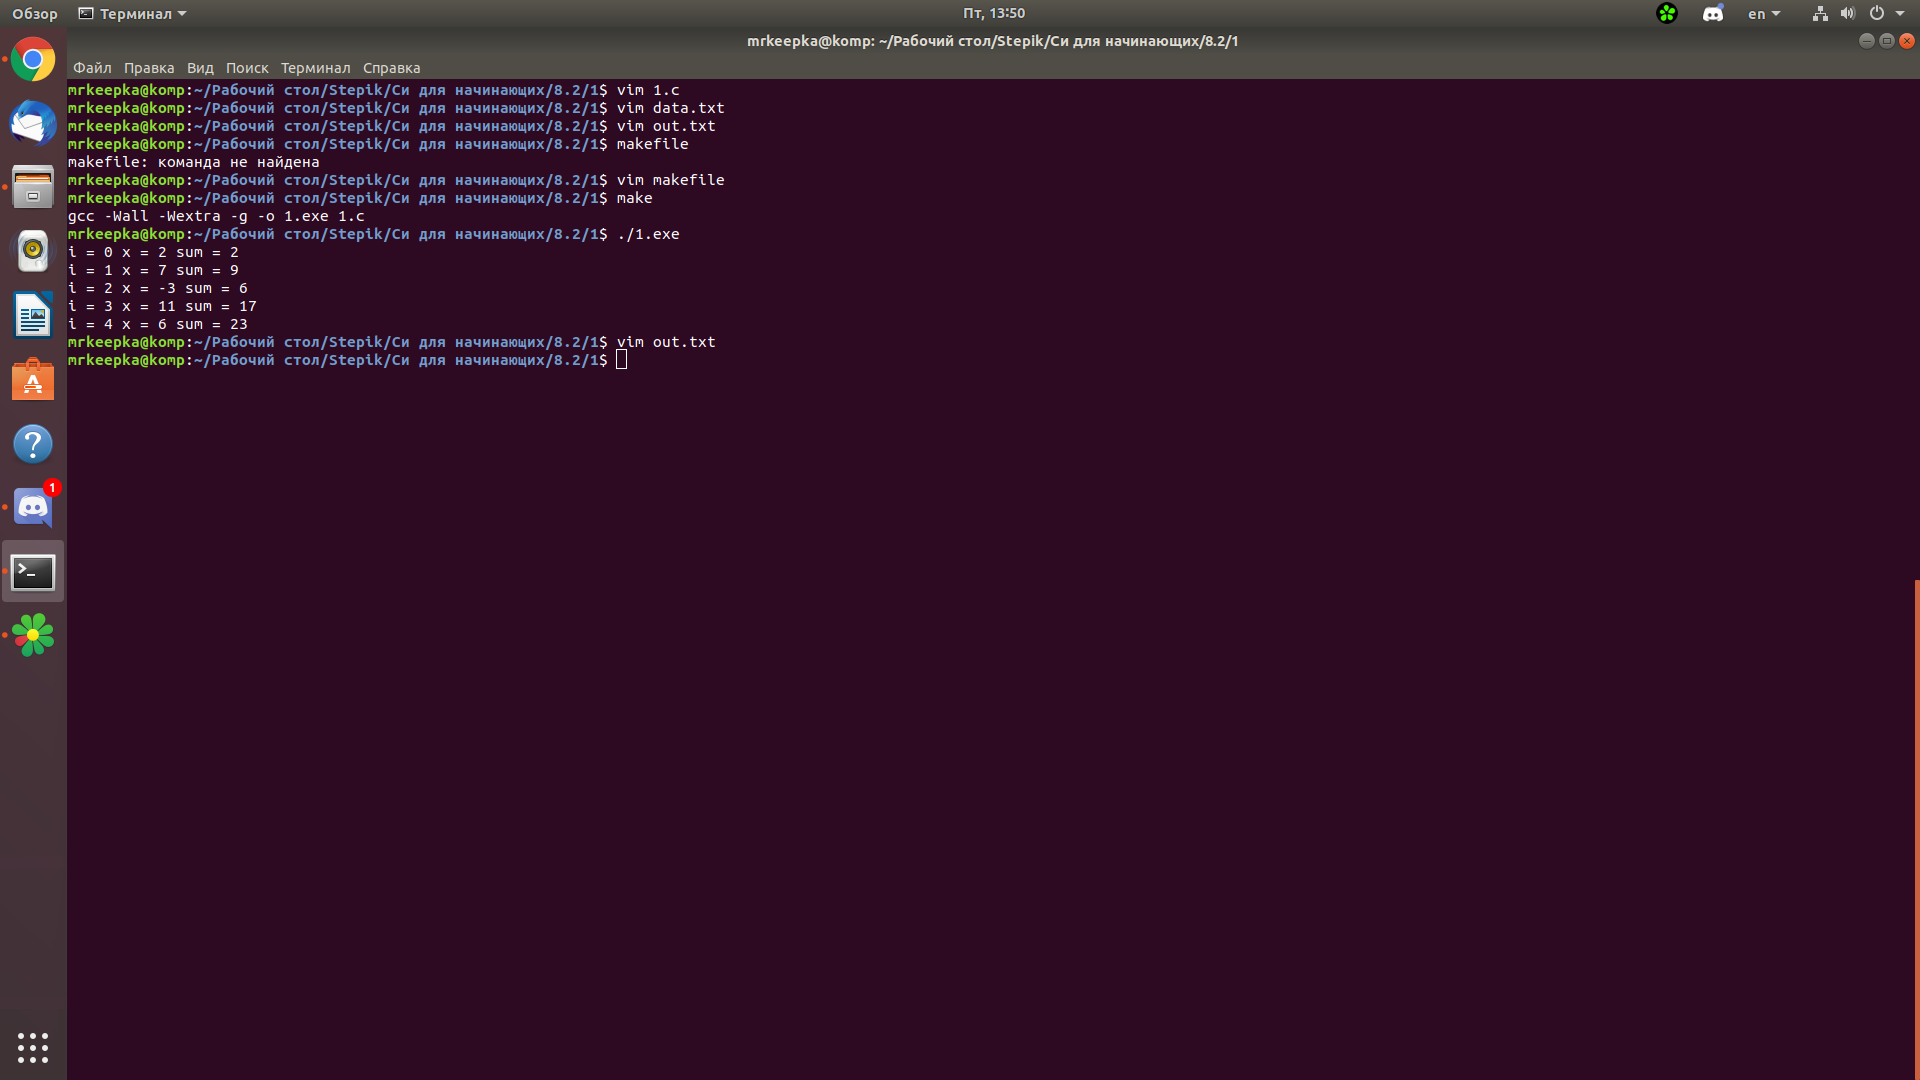 Обзор Терминал Пт, 13:50 en
mrkeepka@komp: ~/Рабочий стол/Stepik/Си для начинающих/8.2/1
Файл Правка Вид Поиск Терминал Справка
mrkeepka@komp:~/Рабочий стол/Stepik/Си для начинающих/8.2/1$ vim 1.c
mrkeepka@komp:~/Рабочий стол/Stepik/Си для начинающих/8.2/1$ vim data.txt
mrkeepka@komp:~/Рабочий стол/Stepik/Си для начинающих/8.2/1$ vim out.txt
mrkeepka@komp:~/Рабочий стол/Stepik/Си для начинающих/8.2/1$ makefile
makefile: команда не найдена
mrkeepka@komp:~/Рабочий стол/Stepik/Си для начинающих/8.2/1$ vim makefile
mrkeepka@komp:~/Рабочий стол/Stepik/Си для начинающих/8.2/1$ make
gcc -Wall -Wextra -g -o 1.exe 1.c
mrkeepka@komp:~/Рабочий стол/Stepik/Си для начинающих/8.2/1$ ./1.exe
i = 0 x = 2 sum = 2
i = 1 x = 7 sum = 9
i = 2 x = -3 sum = 6
i = 3 x = 11 sum = 17
i = 4 x = 6 sum = 23
mrkeepka@komp:~/Рабочий стол/Stepik/Си для начинающих/8.2/1$ vim out.txt
mrkeepka@komp:~/Рабочий стол/Stepik/Си для начинающих/8.2/1$
1